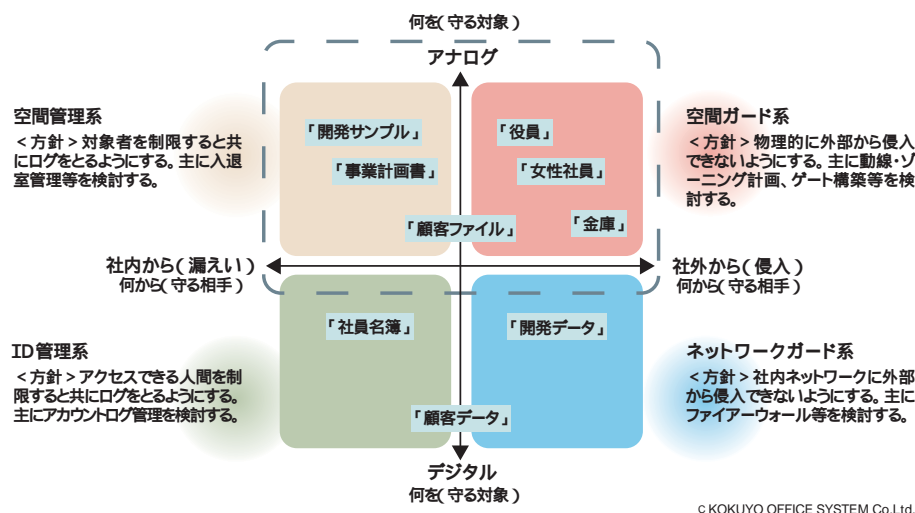 何を(守る対象)
アナログ
空間管理系
＜方針＞対象者を制限すると共
にログをとるようにする。主に入退
室管理等を検討する。
「開発サンプル」
「事業計画書」
「役員」
「女性社員」
「顧客ファイル」
「金庫」
空間ガード系
＜方針＞物理的に外部から侵入
できないようにする。主に動線・ゾ
ーニング計画、ゲート構築等を検
討する。
社内から(漏えい)
何から(守る相手)
社外から(侵入)
何から(守る相手)
「社員名簿」
「開発データ」
ID管理系
＜方針＞アクセスできる人間を制
限すると共にログをとるようにする。
主にアカウントログ管理を検討する。
ネットワークガード系
＜方針＞社内ネットワークに外部
から侵入できないようにする。主に
ファイアーウォール等を検討する。
「顧客データ」
デジタル
何を(守る対象)
C KOKUYO OFFICE SYSTEM Co.Ltd.